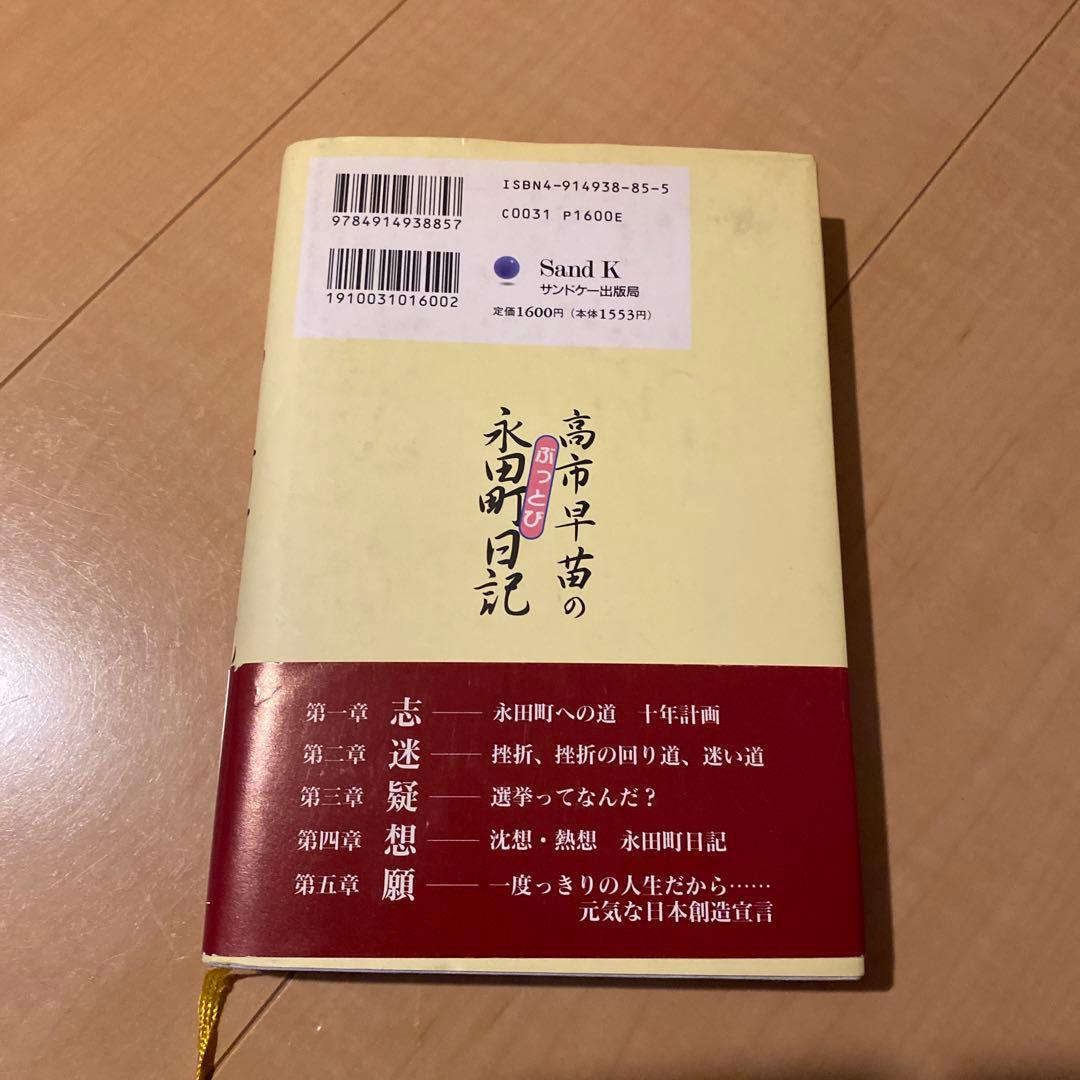 9784914938857
ISBN4-914938-85-5
C0031 P1600E
1910031016002
Sand K
サンドケー出版局
定価1600円（本体1553円）
高市早苗の
ぶっとび
永田町日記
第一章 志 ── 永田町への道 十年計画
第二章 迷 ── 挫折、挫折の回り道、迷い道
第三章 疑 ── 選挙ってなんだ？
第四章 想 ── 沈想・熱想 永田町日記
第五章 願 ── 一度っきりの人生だから……
元気な日本創造宣言